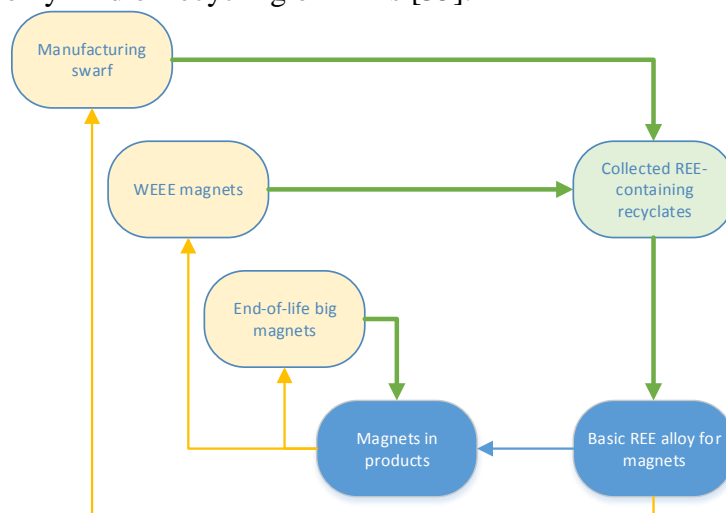 Manufacturing
swarf
WEEE magnets
Collected REE-
containing
recyclates
End-of-life big
magnets
Magnets in
products
Basic REE alloy for
magnets